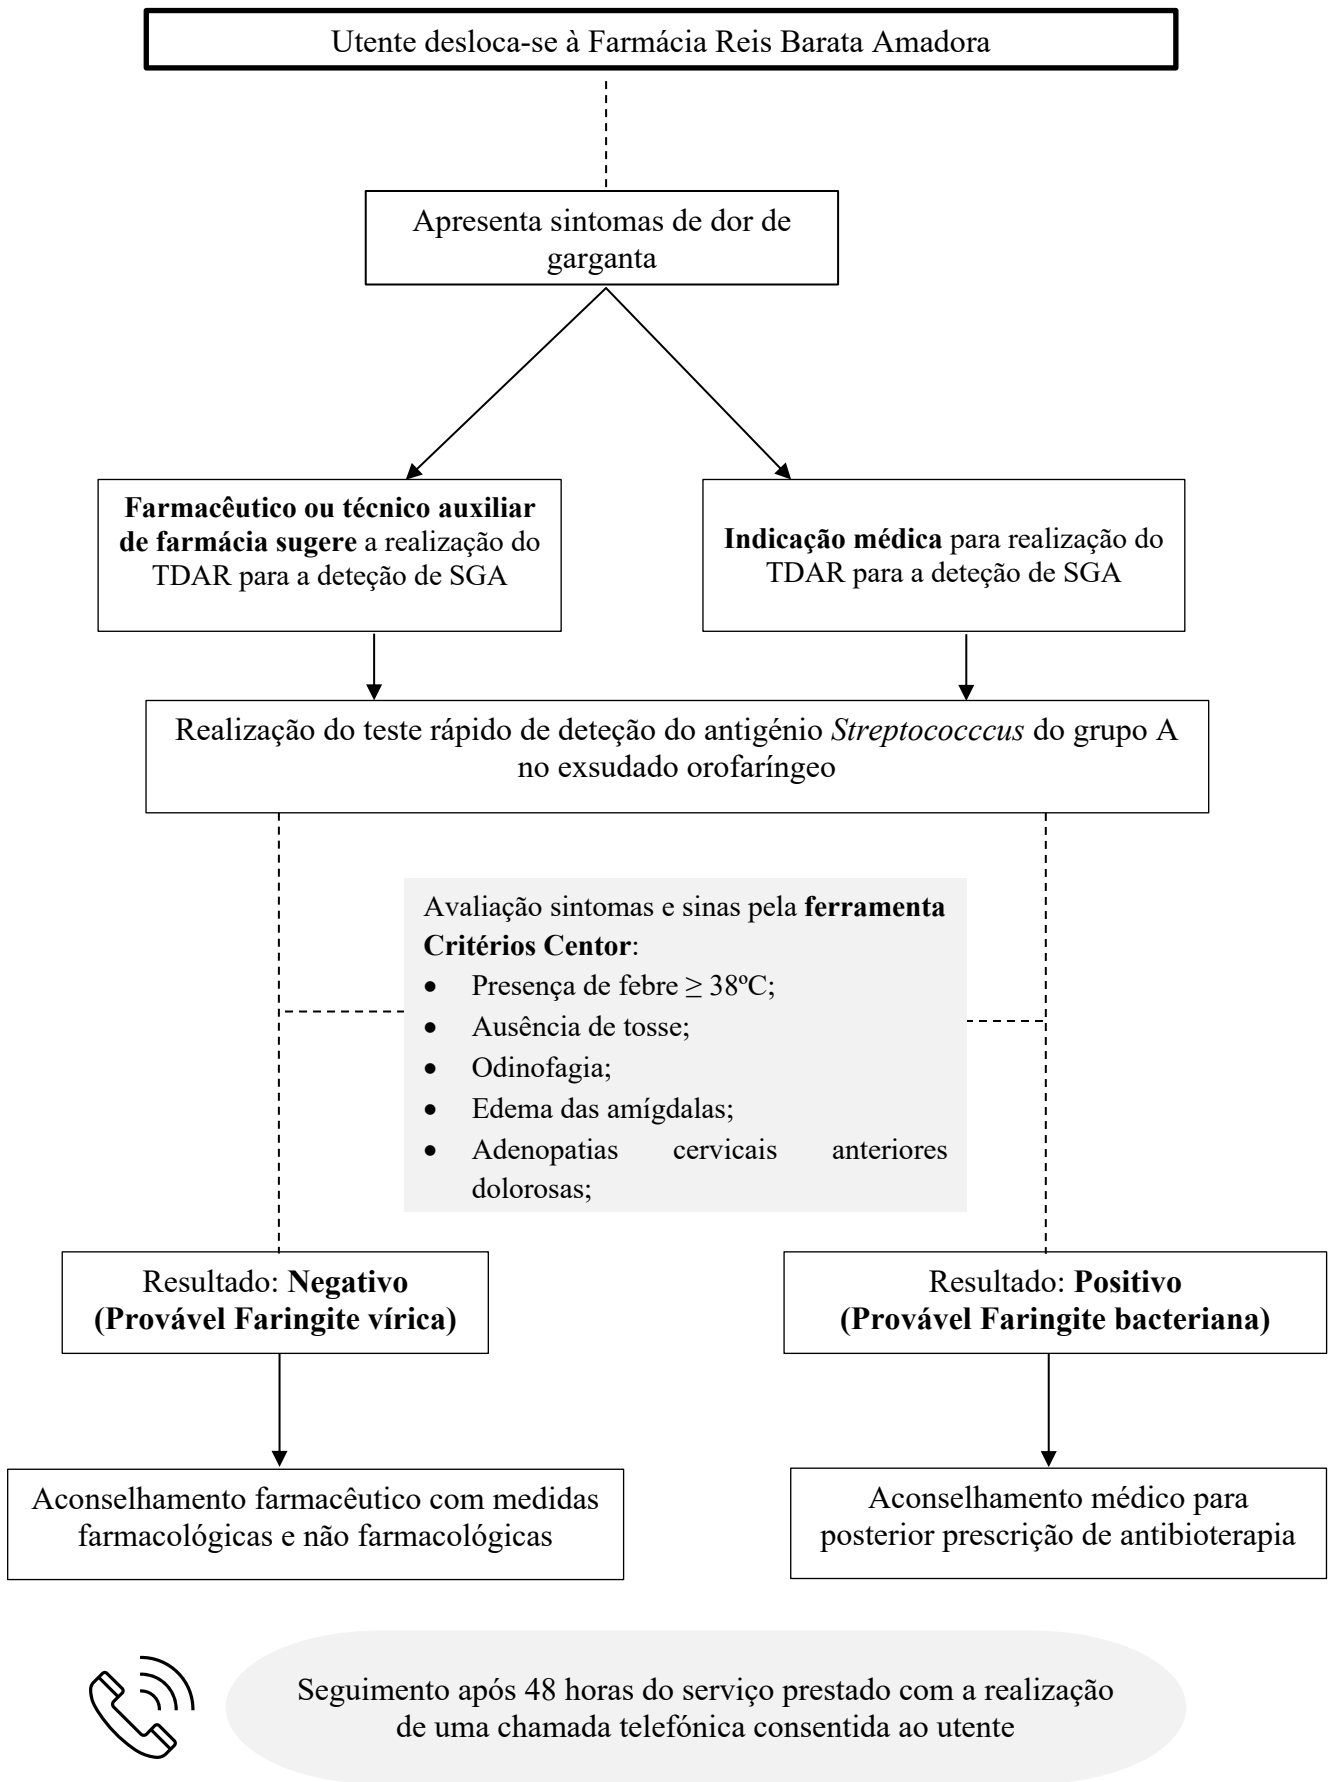 Utente desloca-se à Farmácia Reis Barata Amadora
Apresenta sintomas de dor de
garganta
Farmacêutico ou técnico auxiliar
de farmácia sugere a realização do
TDAR para a deteção de SGA
Indicação médica para realização do
TDAR para a deteção de SGA
Realização do teste rápido de deteção do antigénio Streptococccus do grupo A
no exsudado orofaríngeo
Avaliação sintomas e sinas pela ferramenta
Critérios Centor:
• Presença de febre ≥ 38ºC;
• Ausência de tosse;
• Odinofagia;
• Edema das amígdalas;
• Adenopatias cervicais anteriores
dolorosas;
Resultado: Negativo
(Provável Faringite vírica)
Resultado: Positivo
(Provável Faringite bacteriana)
Aconselhamento farmacêutico com medidas
farmacológicas e não farmacológicas
Aconselhamento médico para
posterior prescrição de antibioterapia
Seguimento após 48 horas do serviço prestado com a realização
de uma chamada telefónica consentida ao utente